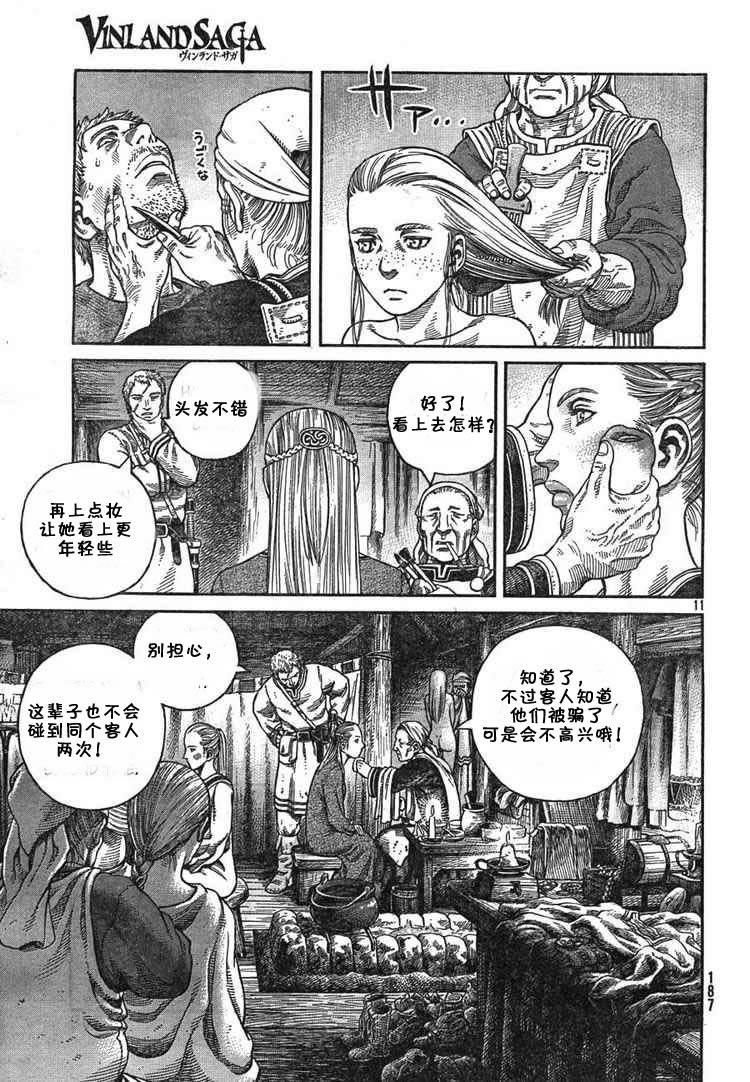 VINLAND SAGA
ヴィンランド・サガ
サァ...
うごくな
好了!
看上去怎样?
头发不错
再上点妆
让她看上更
年轻些
11
知道了,
不过客人知道
他们被骗了
可是会不高兴哦!
别担心,
这辈子也不会
碰到同个客人
两次!
187